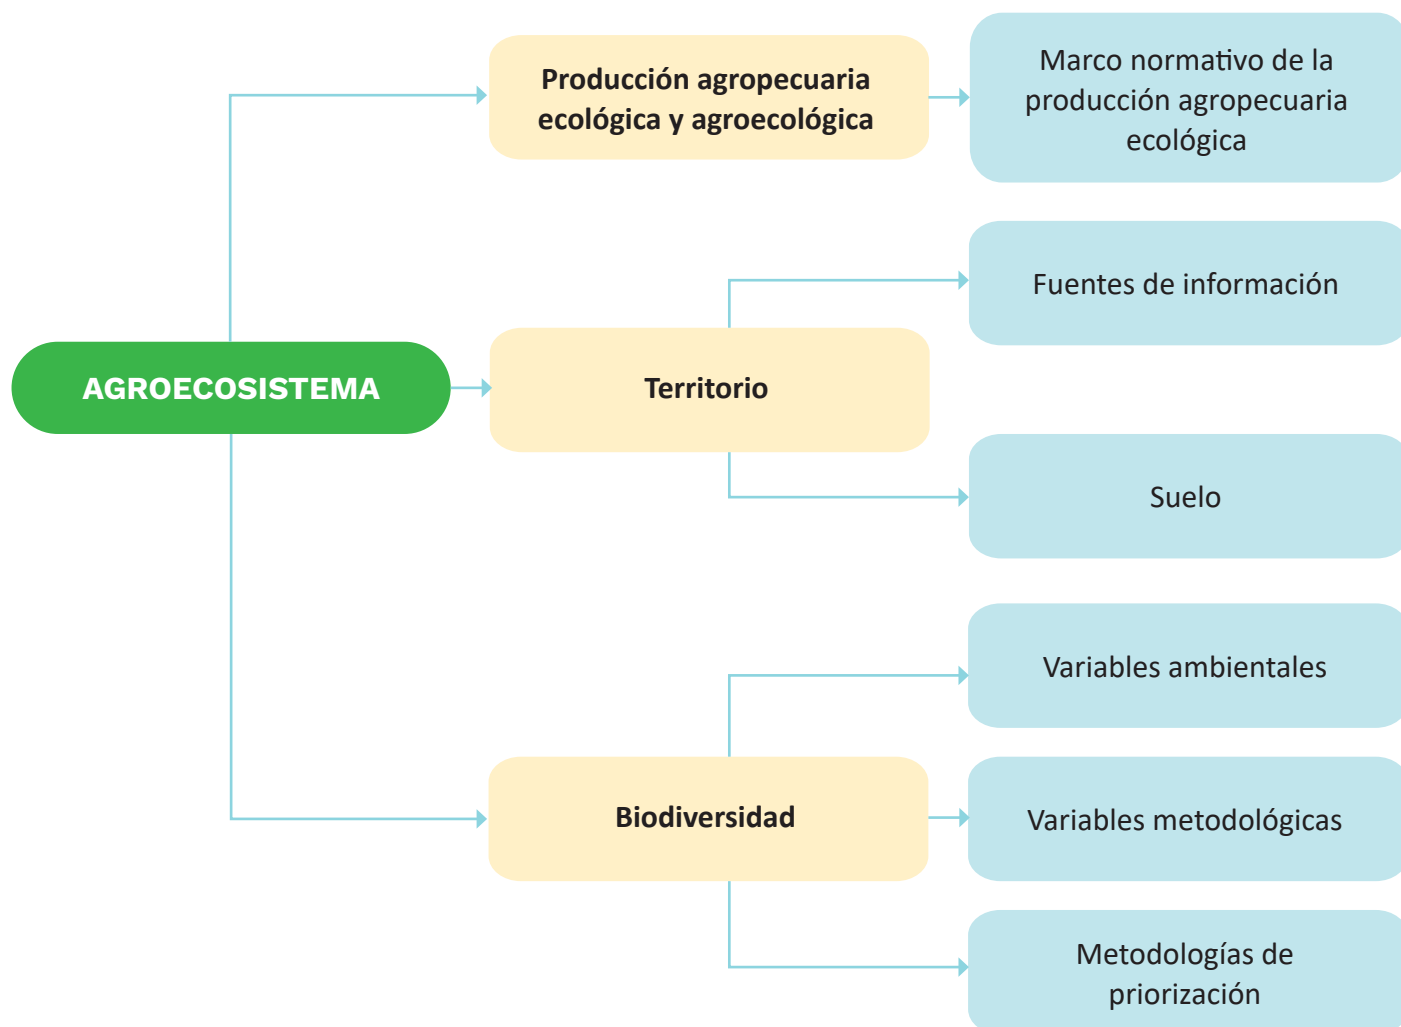 Producción agropecuaria
ecológica y agroecológica
Marco normativo de la
producción agropecuaria
ecológica
Fuentes de información
AGROECOSISTEMA
Territorio
Suelo
Variables ambientales
Biodiversidad
Variables metodológicas
Metodologías de
priorización